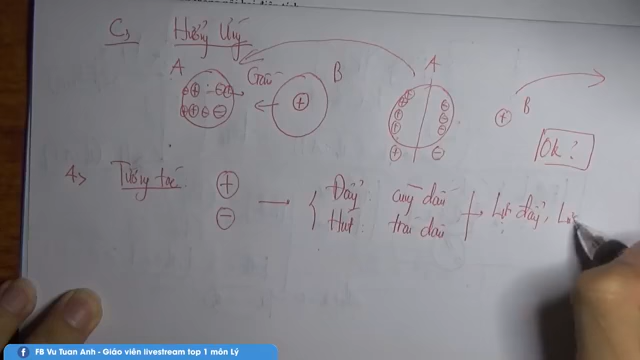 C, Hưởng Ứng
A Gần B A
B
OK?
4, Tương tác + → { Đẩy: cùng dấu → Lực đẩy, Lực
− Hút: trái dấu
FB Vu Tuan Anh - Giáo viên livestream top 1 môn Lý